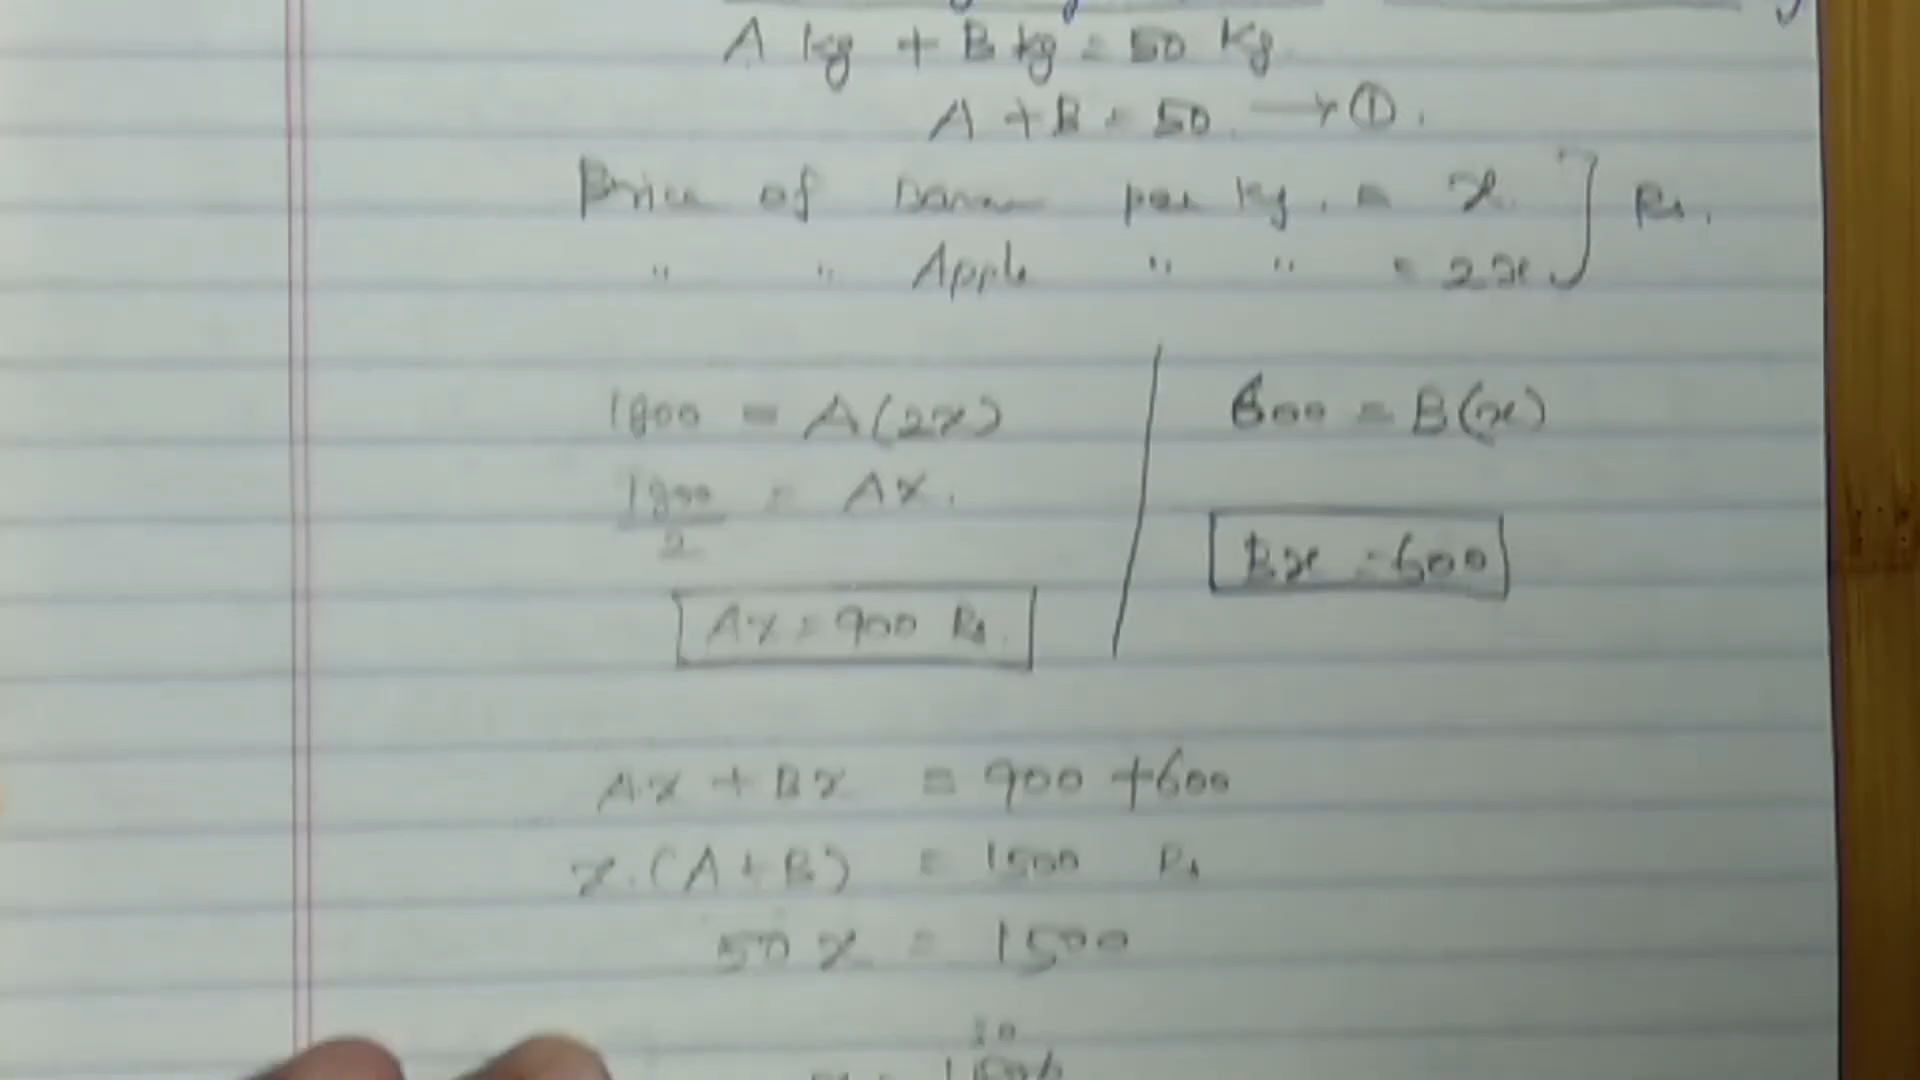 A kg + B kg = 50 kg.
A + B = 50. → ①.
Price of Banana per kg. = x ] Rs.
" " Apple " " = 2x
1800 = A(2x)
1800/2 = Ax.
Ax = 900 Rs.
600 = B(x)
Bx = 600
Ax + Bx = 900 + 600
x.(A+B) = 1500 Rs
50 x = 1500